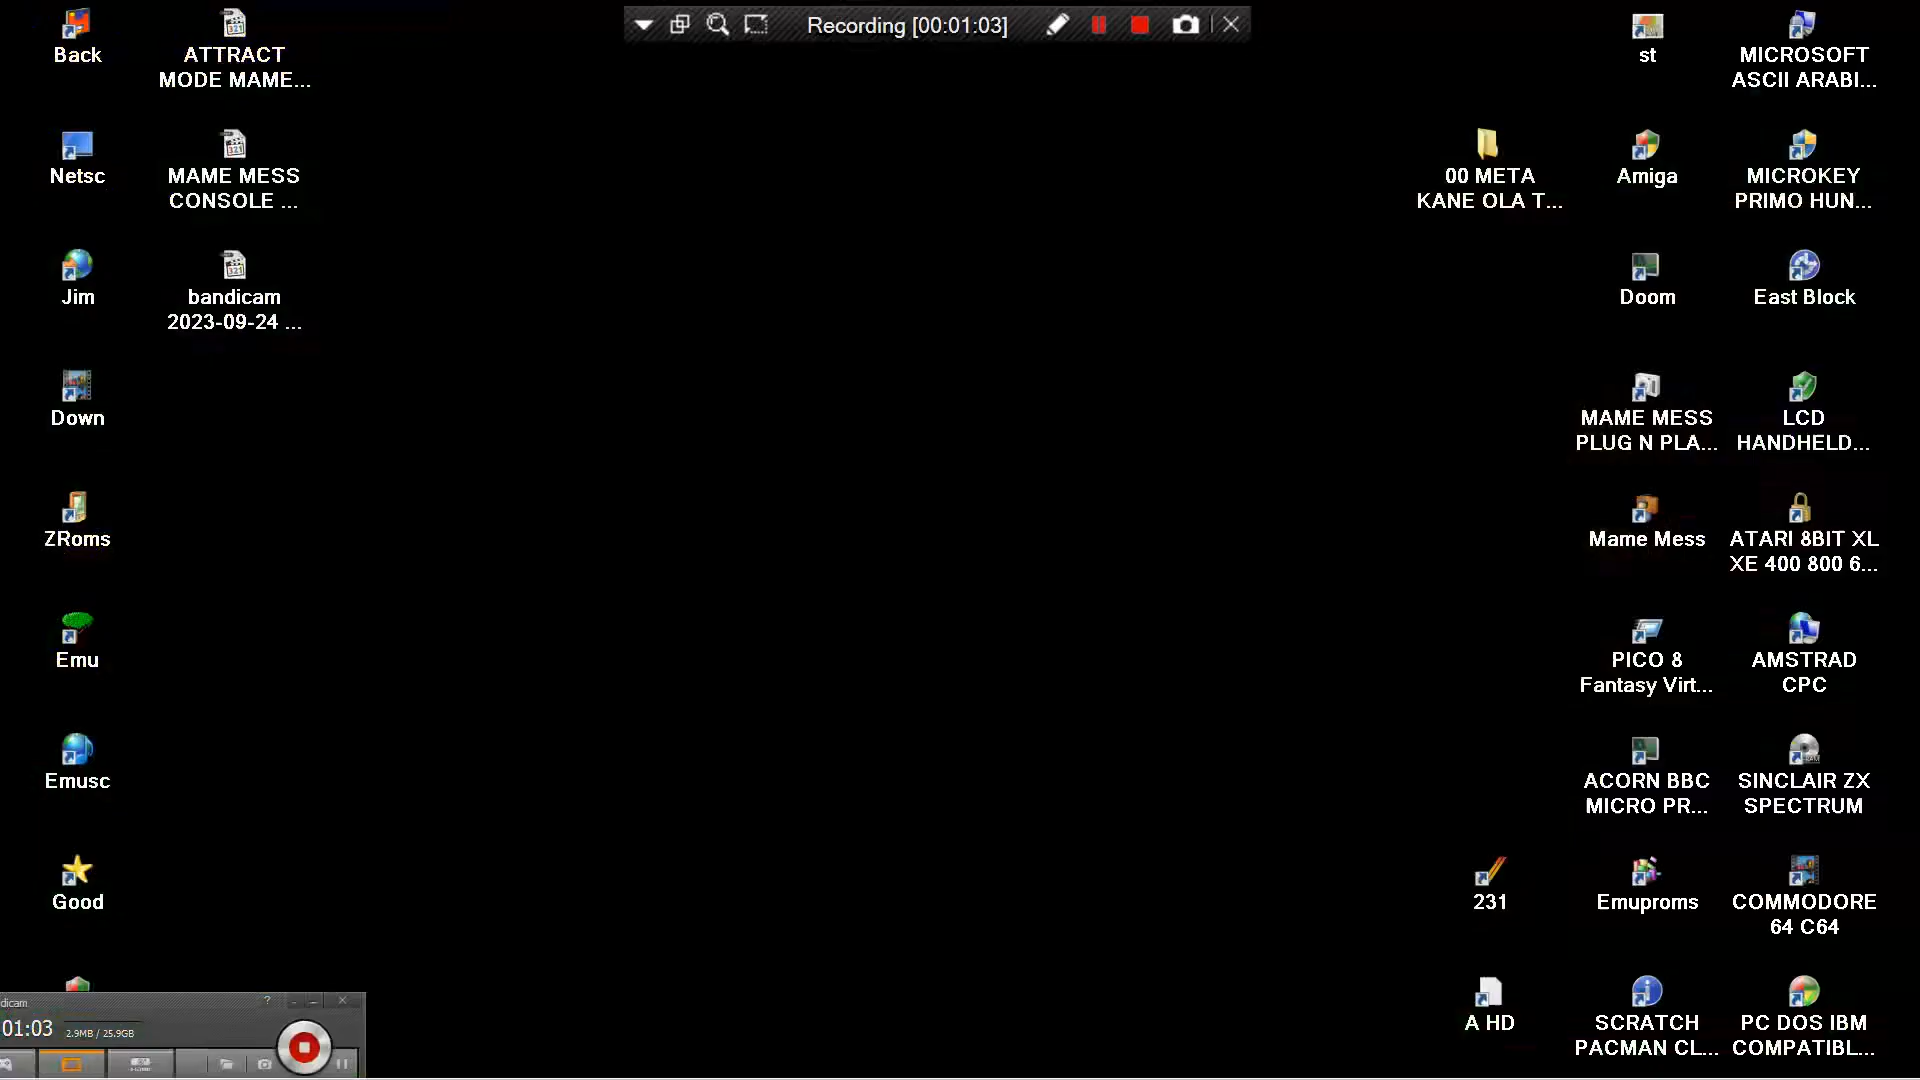 Recording [00:01:03]
Back
ATTRACT
MODE MAME...
st
MICROSOFT
ASCII ARABI...
Netsc
MAME MESS
CONSOLE ...
00 META
KANE OLA T...
Amiga
MICROKEY
PRIMO HUN...
Jim
bandicam
2023-09-24 ...
Doom
East Block
Down
MAME MESS
PLUG N PLA...
LCD
HANDHELD...
ZRoms
Mame Mess
ATARI 8BIT XL
XE 400 800 6...
Emu
PICO 8
Fantasy Virt...
AMSTRAD
CPC
Emusc
ACORN BBC
MICRO PR...
SINCLAIR ZX
SPECTRUM
Good
231
Emuproms
COMMODORE
64 C64
A HD
SCRATCH
PACMAN CL...
PC DOS IBM
COMPATIBL...
dicam
01:03
2.9MB / 25.9GB